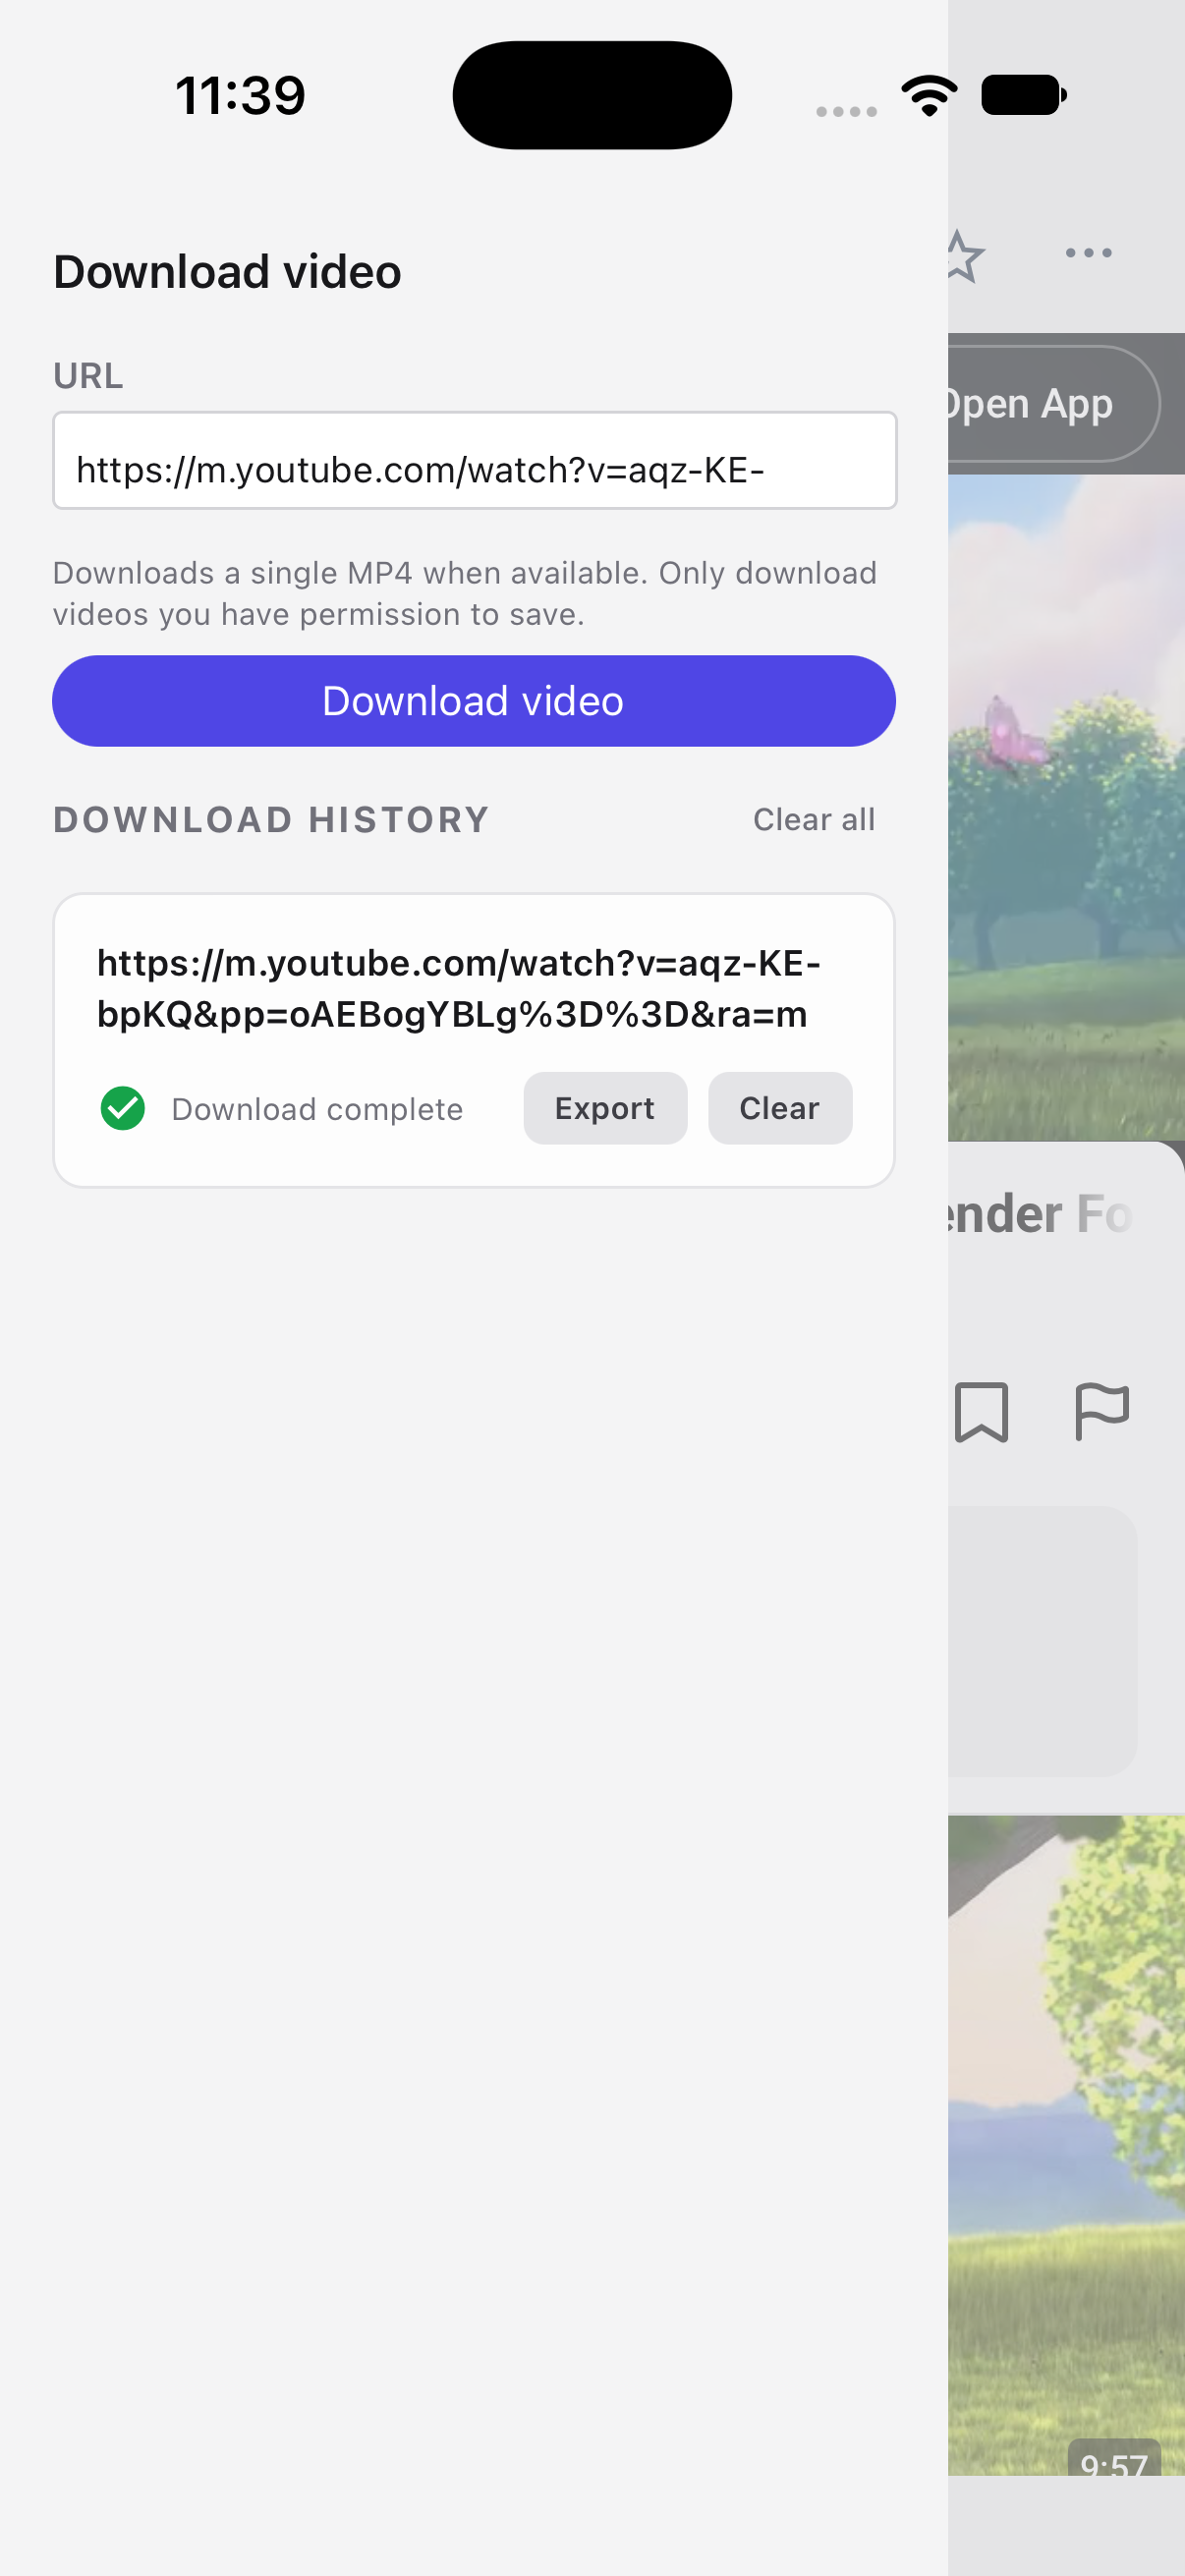 11:39
Download video
URL
Open App
https://m.youtube.com/watch?v=aqz-KE-
Downloads a single MP4 when available. Only download
videos you have permission to save.
Download video
DOWNLOAD HISTORY
Clear all
https://m.youtube.com/watch?v=aqz-KE-
bpKQ&pp=oAEBogYBLg%3D%3D&ra=m
Download complete
Export
Clear
ender Fo
9:57